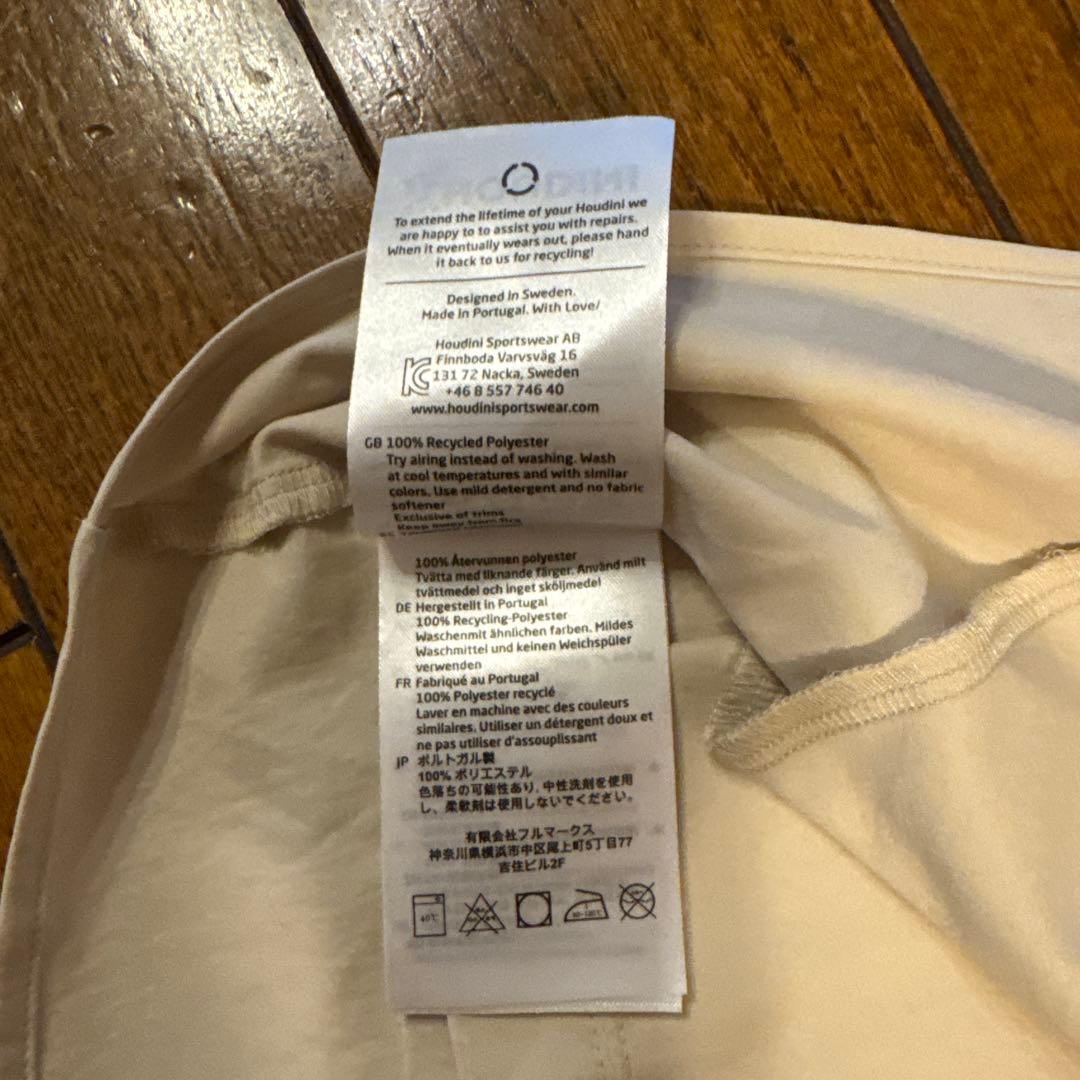 To extend the lifetime of your Houdini we
are happy to to assist you with repairs.
When it eventually wears out, please hand
it back to us for recycling!
Designed in Sweden.
Made in Portugal. With Love/
Houdini Sportswear AB
Finnboda Varvsväg 16
131 72 Nacka, Sweden
+46 8 557 746 40
www.houdinisportswear.com
GB 100% Recycled Polyester
Try airing instead of washing. Wash
at cool temperatures and with similar
colors. Use mild detergent and no fabric
softener
Exclusive of trims
Keep away from fire
100% Återvunnen polyester
Tvätta med liknande färger. Använd milt
tvättmedel och inget sköljmedel
DE Hergestellt in Portugal
100% Recycling-Polyester
Waschenmit ähnlichen farben. Mildes
Waschmittel und keinen Weichspüler
verwenden
FR Fabriqué au Portugal
100% Polyester recyclé
Laver en machine avec des couleurs
similaires. Utiliser un détergent doux et
ne pas utiliser d'assouplissant
JP ポルトガル製
100% ポリエステル
色落ちの可能性あり, 中性洗剤を使用
し、柔軟剤は使用しないでください。
有限会社フルマークス
神奈川県横浜市中区尾上町5丁目77
吉住ビル2F
40℃